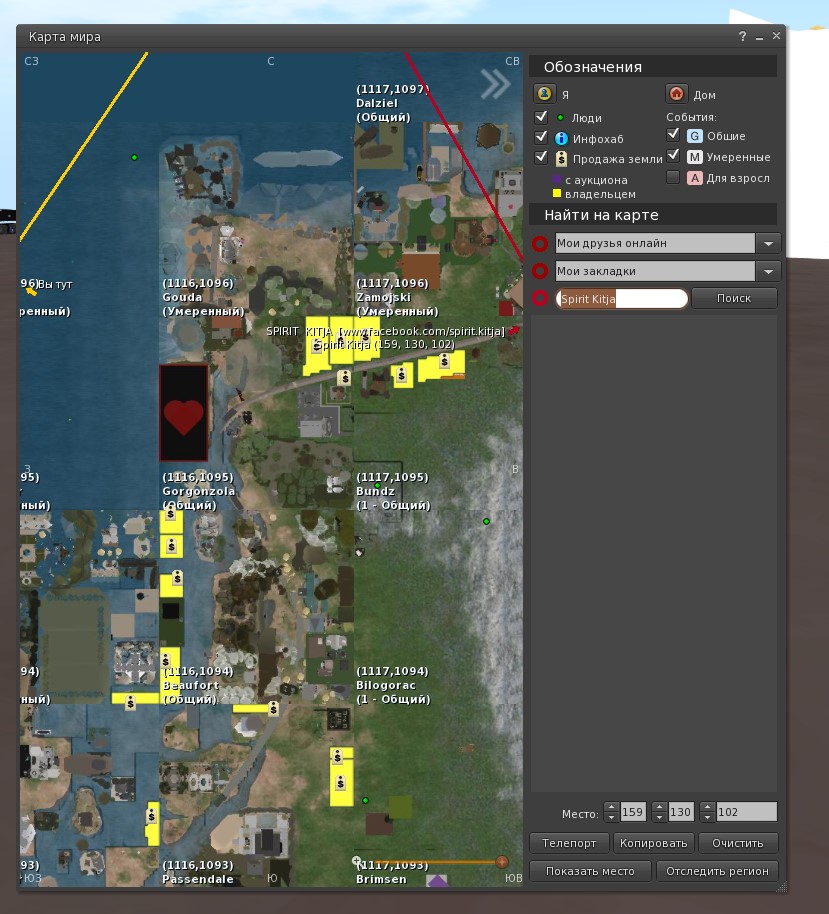 Карта мира
СЗ
С
СВ
(1117,1097)
Dalziel
(Общий)
96)
Вы тут
ренный)
(1116,1096)
Gouda
(Умеренный)
(1117,1096)
Zamojski
(Умеренный)
SPIRIT KITJA [www.facebook.com/spirit.kitja]
Spirit Kitja (159, 130, 102)
З
В
95)
ный)
(1116,1095)
Gorgonzola
(Общий)
(1117,1095)
Bundz
(1 - Общий)
94)
ный)
(1116,1094)
Beaufort
(Общий)
(1117,1094)
Bilogorac
(1 - Общий)
93)
ЮЗ
(1116,1093)
Passendale
Ю
(1117,1093)
Brimsen
ЮВ
Обозначения
Я
Дом
Люди
События:
Инфохаб
G Общие
Продажа земли
M Умеренные
с аукциона
A Для взросл
владельцем
Найти на карте
Мои друзья онлайн
Мои закладки
Spirit Kitja
Поиск
Место: 159 130 102
Телепорт
Копировать
Очистить
Показать место
Отследить регион